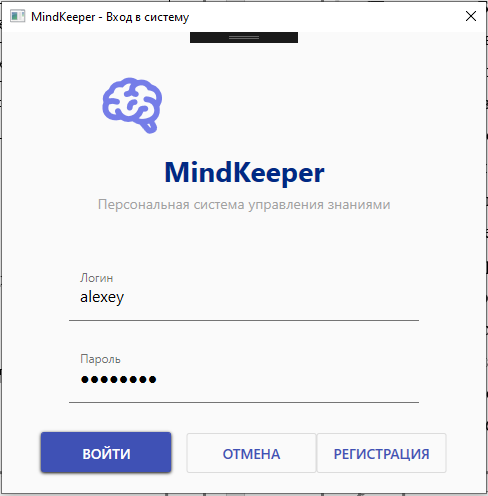 MindKeeper - Вход в систему
MindKeeper
Персональная система управления знаниями
Логин
alexey
Пароль
●●●●●●●●
ВОЙТИ
ОТМЕНА
РЕГИСТРАЦИЯ